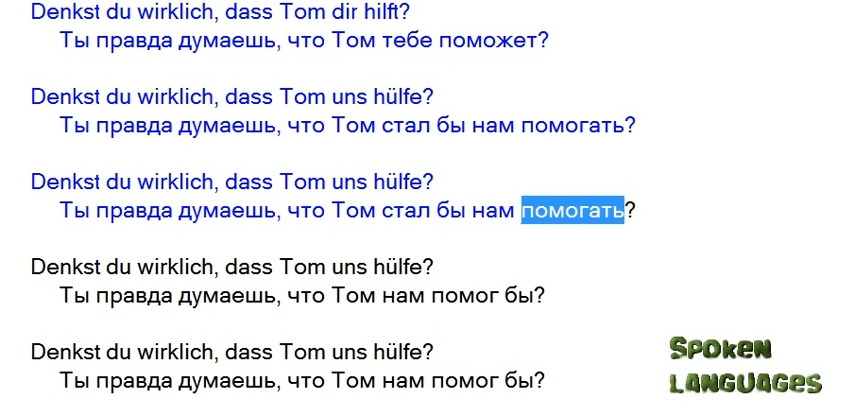 Denkst du wirklich, dass Tom dir hilft?
Ты правда думаешь, что Том тебе поможет?
Denkst du wirklich, dass Tom uns hülfe?
Ты правда думаешь, что Том стал бы нам помогать?
Denkst du wirklich, dass Tom uns hülfe?
Ты правда думаешь, что Том стал бы нам помогать?
Denkst du wirklich, dass Tom uns hülfe?
Ты правда думаешь, что Том нам помог бы?
Denkst du wirklich, dass Tom uns hülfe?
Ты правда думаешь, что Том нам помог бы?
Spoken
Languages